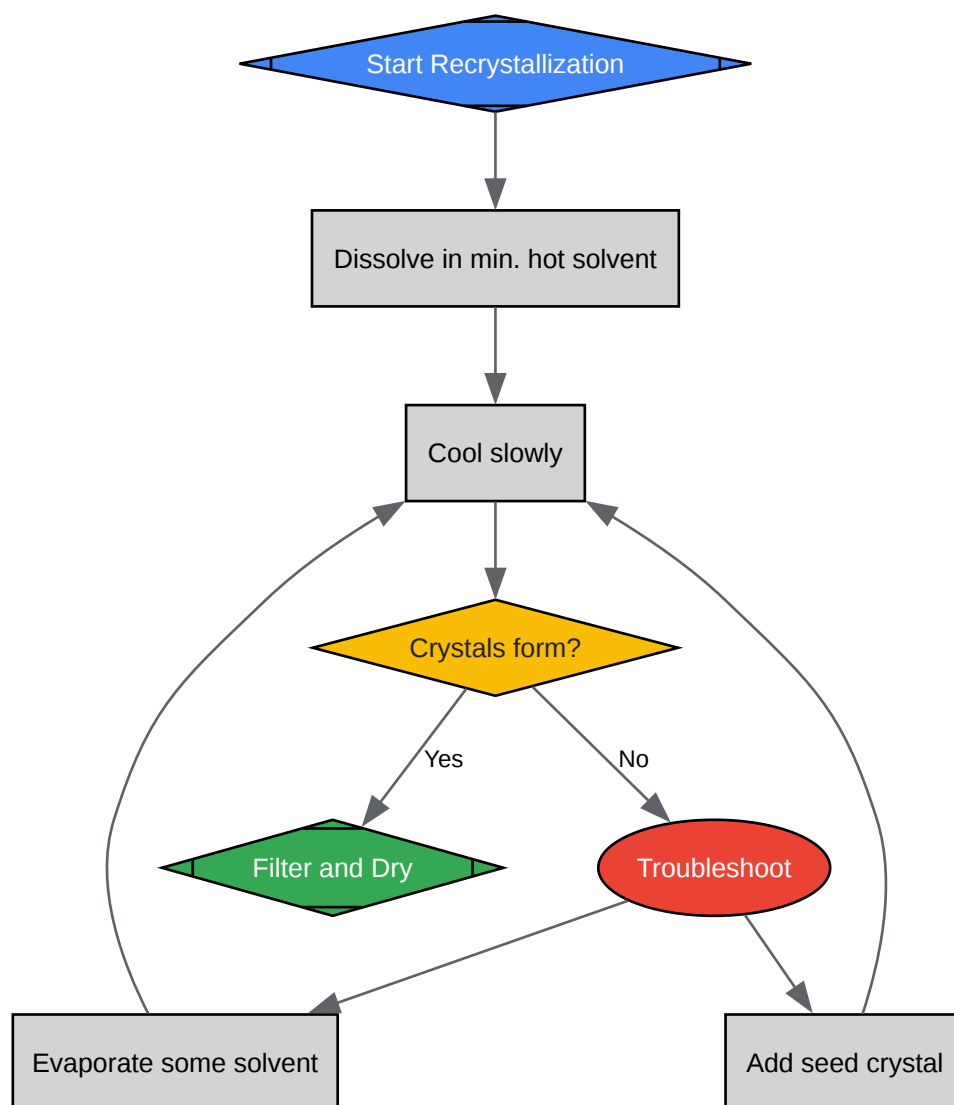 Start Recrystallization
Dissolve in min. hot solvent
Cool slowly
Crystals form?
Yes
No
Filter and Dry
Troubleshoot
Evaporate some solvent
Add seed crystal